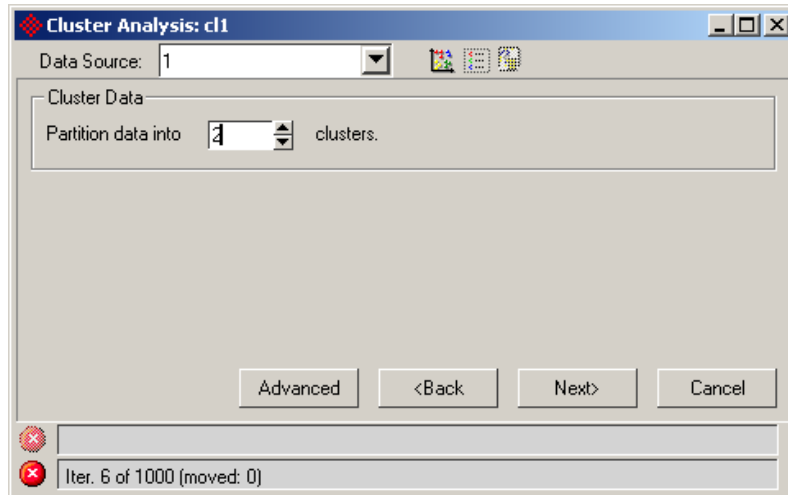 Cluster Analysis: cl1
Data Source: 1
Cluster Data
Partition data into 2 clusters.
Advanced <Back Next> Cancel
Iter. 6 of 1000 (moved: 0)